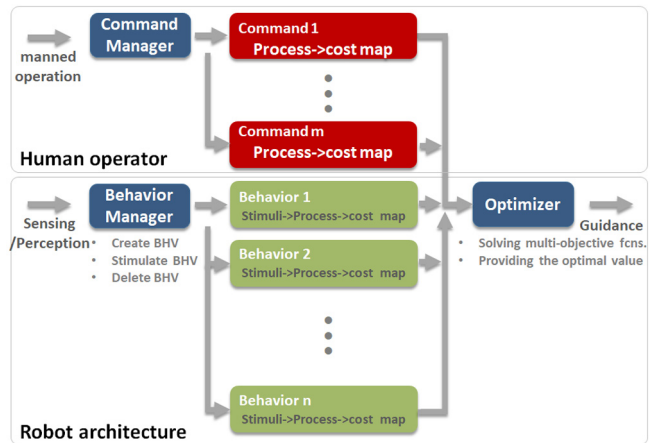 manned
operation
Command
Manager
Command 1
Process->cost map
Command m
Process->cost map
Human operator
Sensing
/Perception
Behavior
Manager
• Create BHV
• Stimulate BHV
• Delete BHV
Behavior 1
Stimuli->Process->cost map
Behavior 2
Stimuli->Process->cost map
Behavior n
Stimuli->Process->cost map
Optimizer
Guidance
• Solving multi-objective fcns.
• Providing the optimal value
Robot architecture